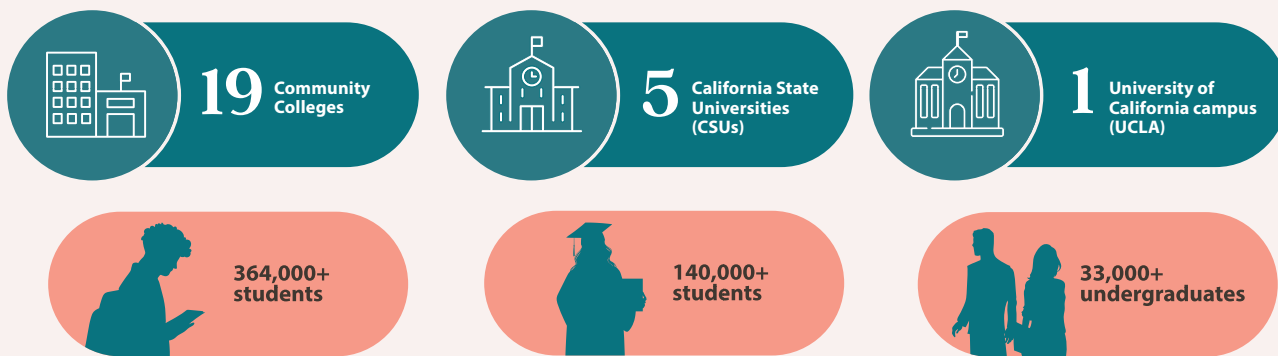 19 Community
Colleges
5 California State
Universities
(CSUs)
1 University of
California campus
(UCLA)
364,000+
students
140,000+
students
33,000+
undergraduates